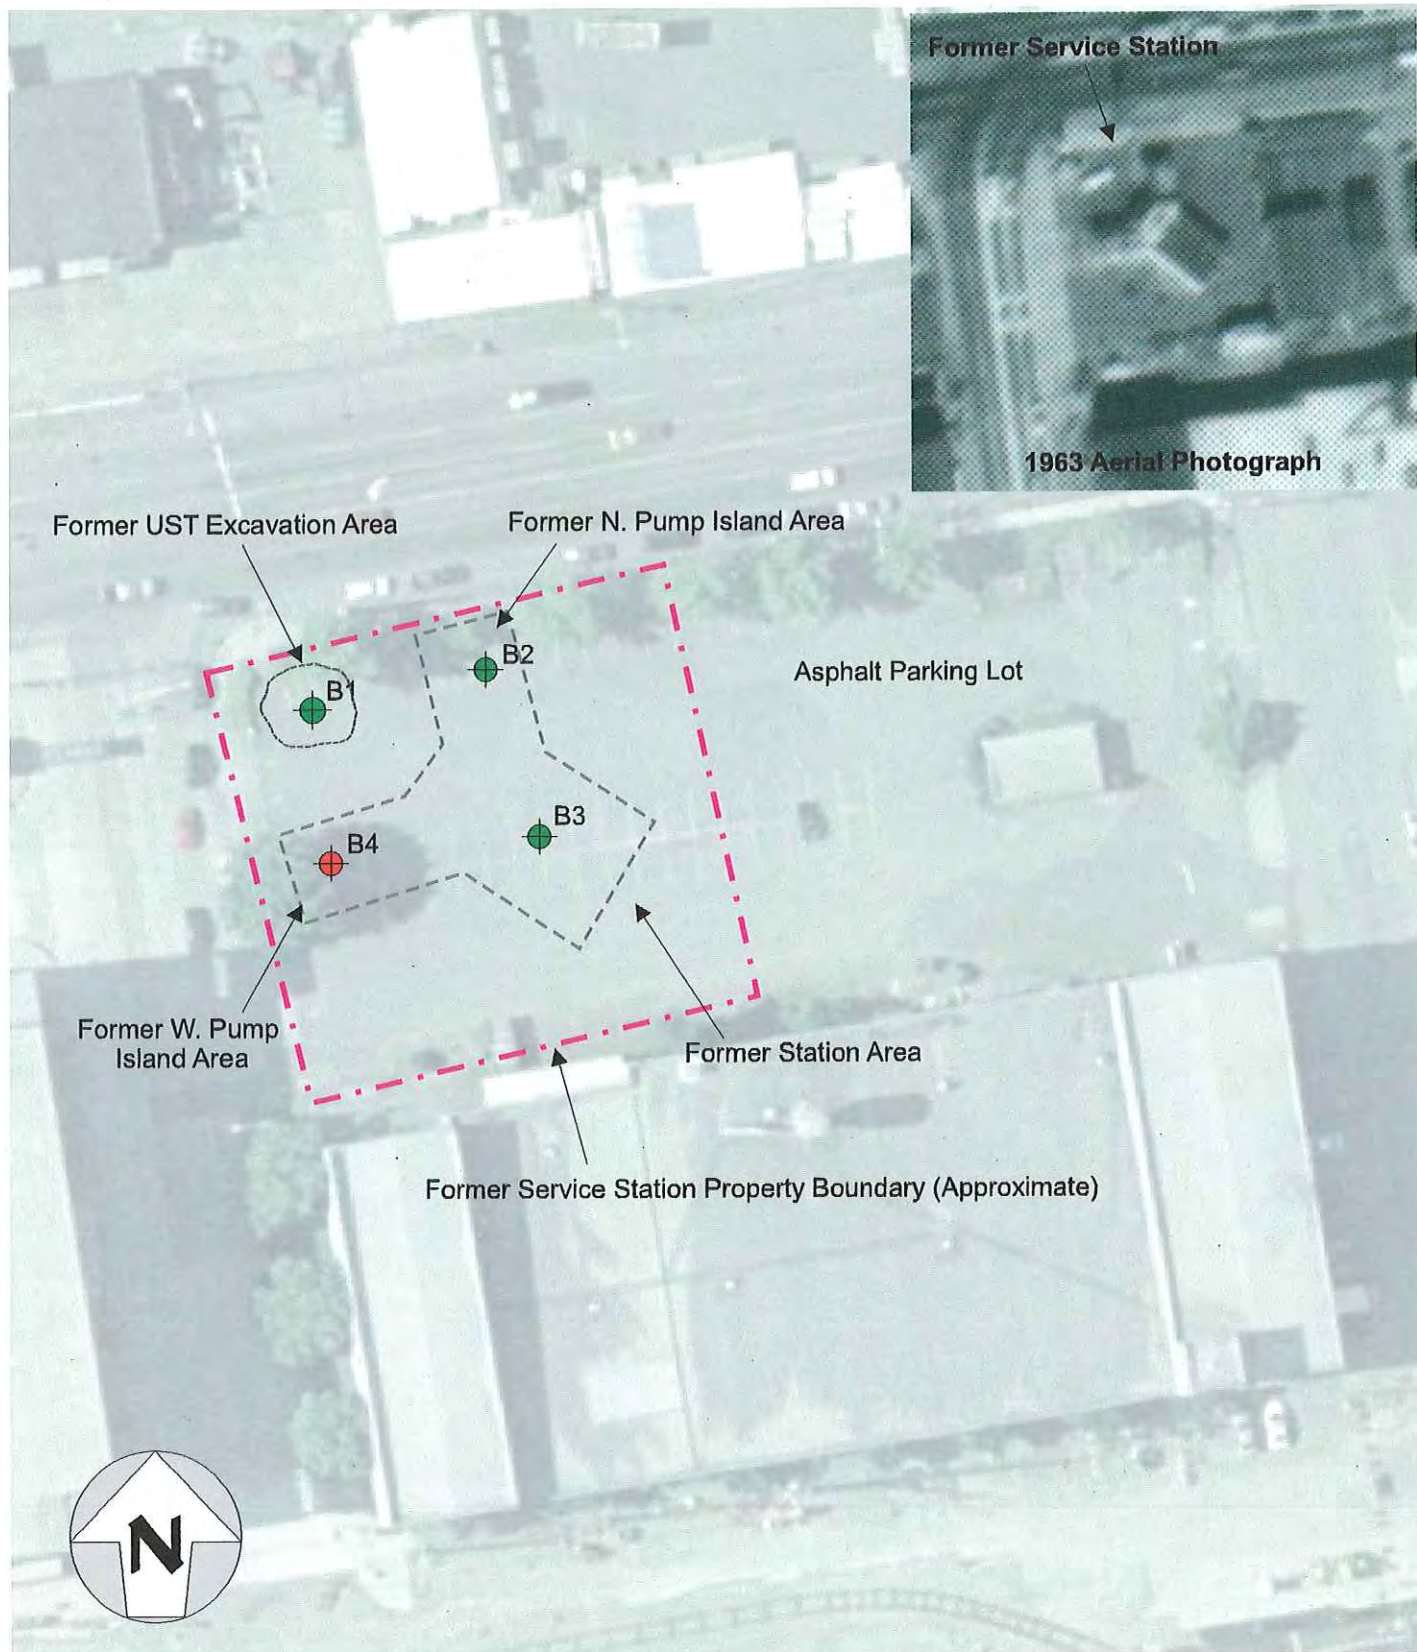 Former Service Station
1963 Aerial Photograph
Former UST Excavation Area
Former N. Pump Island Area
B2
Asphalt Parking Lot
B1
B3
B4
Former W. Pump
Island Area
Former Station Area
Former Service Station Property Boundary (Approximate)
N